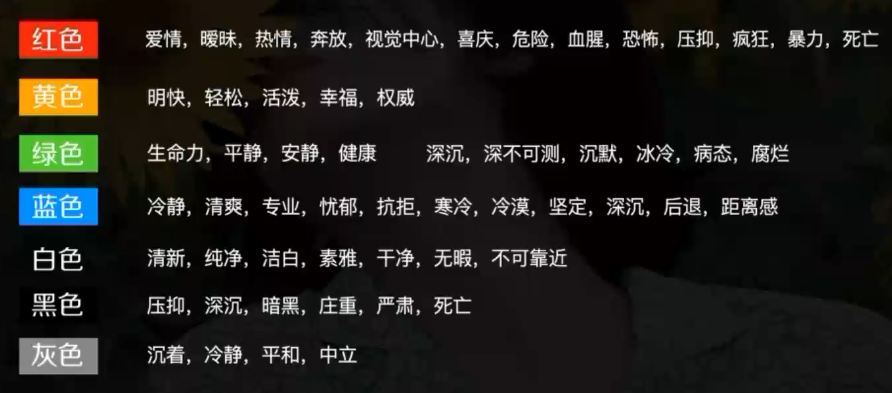 红色 爱情，暧昧，热情，奔放，视觉中心，喜庆，危险，血腥，恐怖，压抑，疯狂，暴力，死亡
黄色 明快，轻松，活泼，幸福，权威
绿色 生命力，平静，安静，健康 深沉，深不可测，沉默，冰冷，病态，腐烂
蓝色 冷静，清爽，专业，忧郁，抗拒，寒冷，冷漠，坚定，深沉，后退，距离感
白色 清新，纯净，洁白，素雅，干净，无暇，不可靠近
黑色 压抑，深沉，暗黑，庄重，严肃，死亡
灰色 沉着，冷静，平和，中立